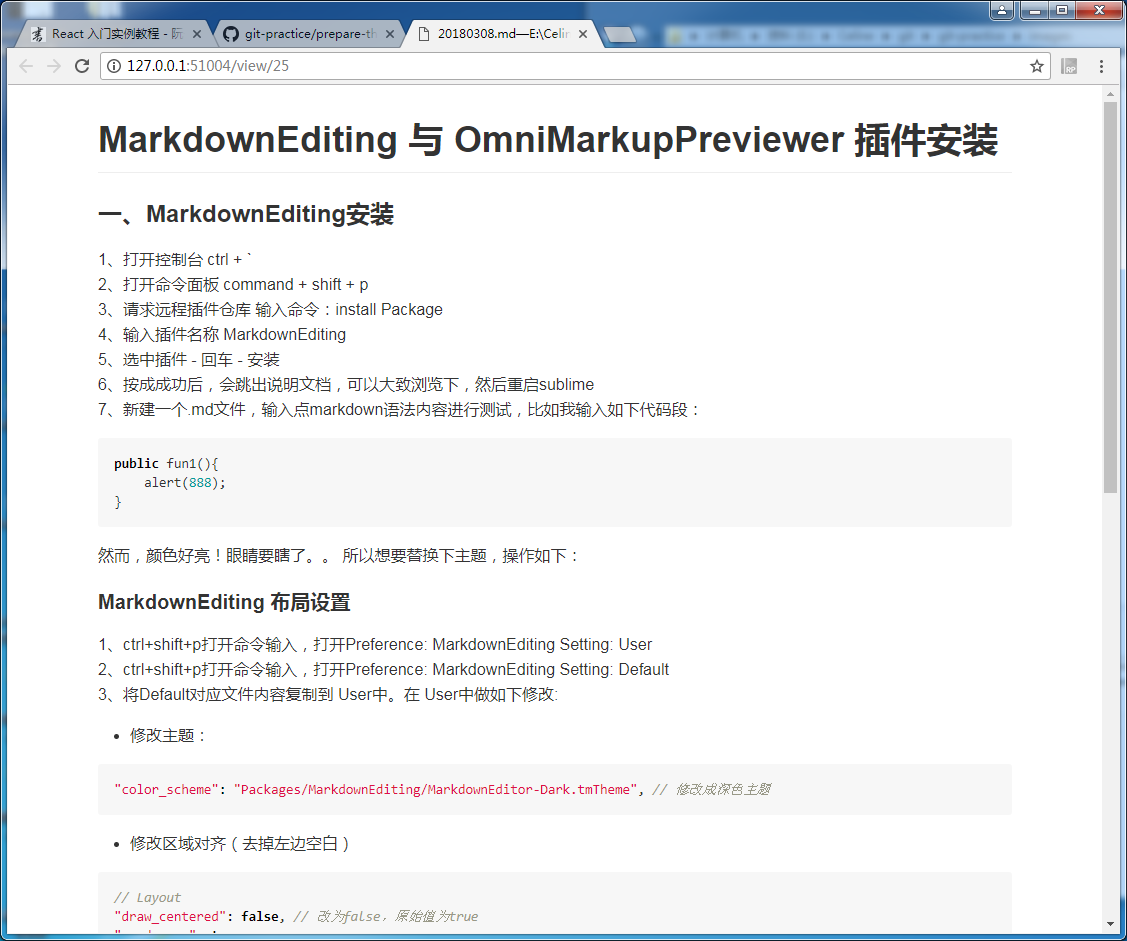 React 入门实例教程 - 阮
git-practice/prepare-th
20180308.md—E:\Celin
127.0.0.1:51004/view/25
MarkdownEditing 与 OmniMarkupPreviewer 插件安装
一、MarkdownEditing安装
1、打开控制台 ctrl + `
2、打开命令面板 command + shift + p
3、请求远程插件仓库 输入命令：install Package
4、输入插件名称 MarkdownEditing
5、选中插件 - 回车 - 安装
6、按成成功后，会跳出说明文档，可以大致浏览下，然后重启sublime
7、新建一个.md文件，输入点markdown语法内容进行测试，比如我输入如下代码段：
public fun1(){
    alert(888);
}
然而，颜色好亮！眼睛要瞎了。。 所以想要替换下主题，操作如下：
MarkdownEditing 布局设置
1、ctrl+shift+p打开命令输入，打开Preference: MarkdownEditing Setting: User
2、ctrl+shift+p打开命令输入，打开Preference: MarkdownEditing Setting: Default
3、将Default对应文件内容复制到 User中。在 User中做如下修改:
• 修改主题：
"color_scheme": "Packages/MarkdownEditing/MarkdownEditor-Dark.tmTheme", // 修改成深色主题
• 修改区域对齐（去掉左边空白）
// Layout
"draw_centered": false, // 改为false，原始值为true